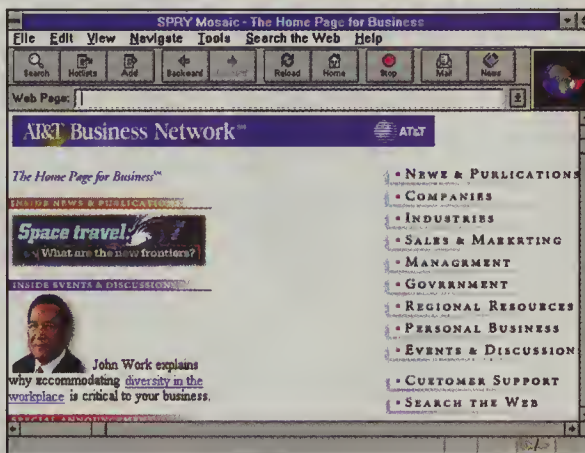 SPRY Mosaic - The Home Page for Business
File Edit View Navigate Tools Search the Web Help
Search Hotlists Add Backward Reload Home Stop Mail News
Web Page:
AT&T Business Network℠
AT&T
The Home Page for Business℠
INSIDE NEWS & PUBLICATIONS
Space travel:
What are the new frontiers?
INSIDE EVENTS & DISCUSSIONS
John Work explains
why accommodating diversity in the
workplace is critical to your business.
NEWS & PUBLICATIONS
COMPANIES
INDUSTRIES
SALES & MARKETING
MANAGEMENT
GOVERNMENT
REGIONAL RESOURCES
PERSONAL BUSINESS
EVENTS & DISCUSSION
CUSTOMER SUPPORT
SEARCH THE WEB